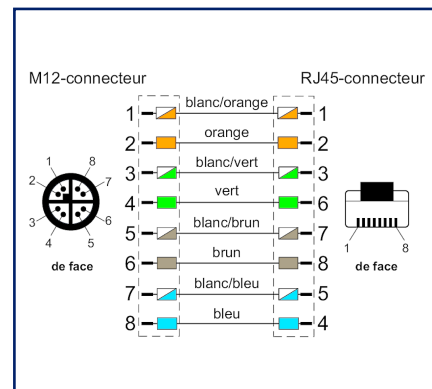 M12-connecteur RJ45-connecteur
1 blanc/orange 1
2 orange 2
3 blanc/vert 3
4 vert 6
5 blanc/brun 7
6 brun 8
7 blanc/bleu 5
8 bleu 4
1 8
2 7
3 6
4 5
de face
1 8
de face